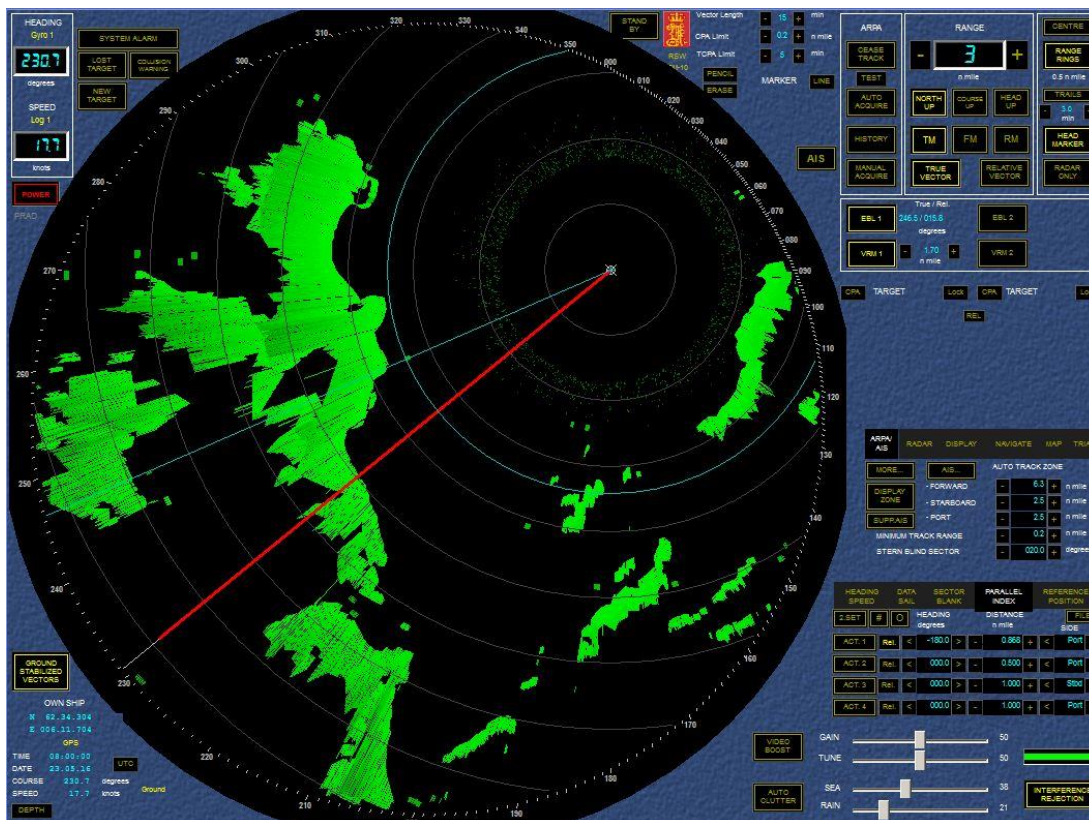 HEADING
Gyro 1
230.7
degrees
SPEED
Log 1
17.7
knots
POWER
PRAD
SYSTEM ALARM
LOST TARGET
COLLISION WARNING
NEW TARGET
STAND BY
Vector Length - 15 + min
CPA Limit - 0.2 + n mile
TCPA Limit - 5 + min
PENCIL
ERASE
MARKER
LINE
AIS
ARPA
CEASE TRACK
TEST
AUTO ACQUIRE
HISTORY
MANUAL ACQUIRE
RANGE
- 3 +
n mile
NORTH UP
COURSE UP
HEAD UP
TM
FM
RM
TRUE VECTOR
RELATIVE VECTOR
CENTRE
RANGE RINGS
0.5 n mile
TRAILS
- 3.0
min
HEAD MARKER
RADAR ONLY
True / Rel.
EBL 1
246.5 / 015.8
degrees
EBL 2
VRM 1
- 1.70 +
n mile
VRM 2
CPA TARGET Lock CPA TARGET
REL
000
010
020
030
040
050
060
070
080
090
100
110
120
130
140
150
160
170
180
190
210
220
230
240
250
260
270
280
290
300
310
320
330
340
350
ARPA/ AIS RADAR DISPLAY NAVIGATE MAP
MORE...
AIS...
AUTO TRACK ZONE
DISPLAY ZONE
- FORWARD - 6.3 + n mile
- STARBOARD - 2.5 + n mile
SUPP.AIS
- PORT - 2.5 + n mile
MINIMUM TRACK RANGE - 0.2 + n mile
STERN BLIND SECTOR - 020.0 + degree
HEADING SPEED
DATA SAIL
SECTOR BLANK
PARALLEL INDEX
REFERENCE POSITION
2.SET # O
HEADING degrees
DISTANCE n mile
FILE
SIDE
ACT. 1 Rel. < -180.0 > - 0.868 + < Port
ACT. 2 Rel. < 000.0 > - 0.500 + < Port
ACT. 3 Rel. < 000.0 > - 1.000 + < Stbd
ACT. 4 Rel. < 000.0 > - 1.000 + < Port
GROUND STABILIZED VECTORS
OWN SHIP
N 62.34.304
E 006.11.704
GPS
TIME 08:00:00
UTC
DATE 23.05.16
COURSE 230.7 degrees
SPEED 17.7 knots
Ground
DEPTH
VIDEO BOOST
GAIN 50
TUNE 50
AUTO CLUTTER
SEA 38
RAIN 21
INTERFERENCE REJECTION